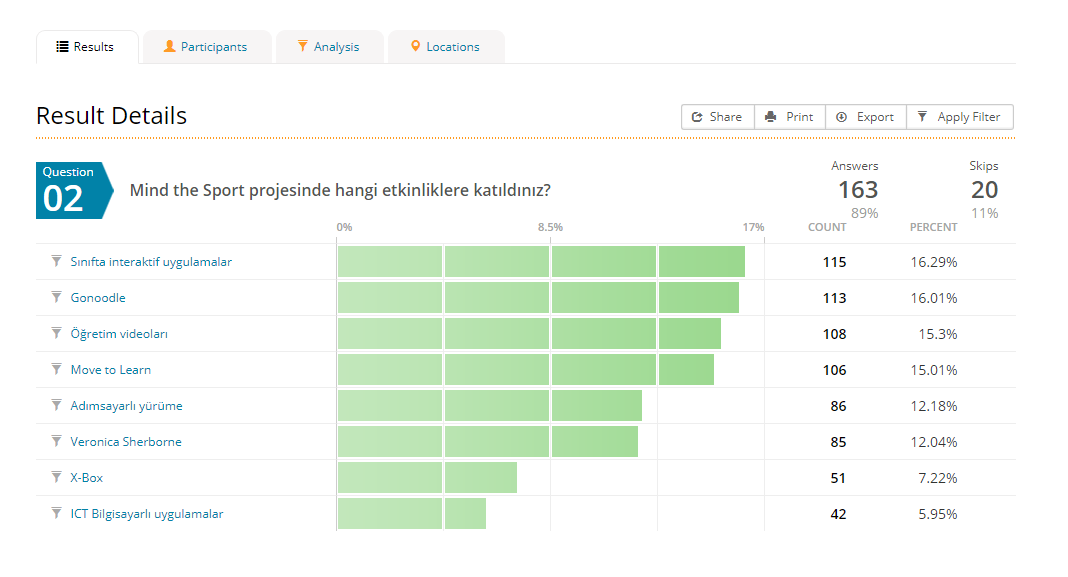 Results Participants Analysis Locations
Result Details
Share Print Export Apply Filter
Question
02
Mind the Sport projesinde hangi etkinliklere katıldınız?
Answers
163
89%
Skips
20
11%
0% 8.5% 17% COUNT PERCENT
Sınıfta interaktif uygulamalar 115 16.29%
Gonoodle 113 16.01%
Öğretim videoları 108 15.3%
Move to Learn 106 15.01%
Adımsayarlı yürüme 86 12.18%
Veronica Sherborne 85 12.04%
X-Box 51 7.22%
ICT Bilgisayarlı uygulamalar 42 5.95%